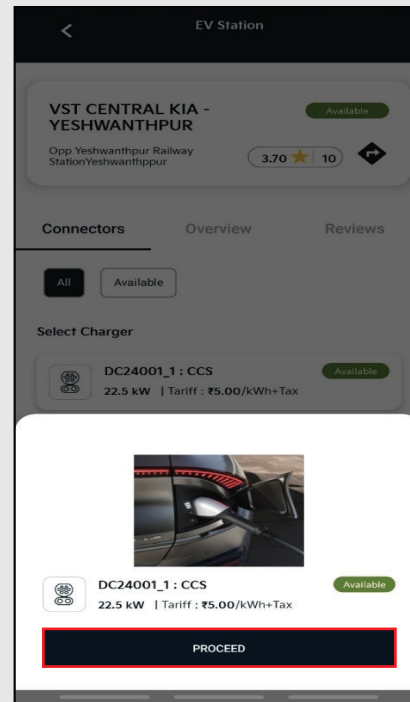 EV Station
VST CENTRAL KIA -
YESHWANTHPUR
Available
Opp Yeshwanthpur Railway
StationYeshwanthppur
3.70 ★ | 10
Connectors
Overview
Reviews
All
Available
Select Charger
DC24001_1 : CCS
Available
22.5 kW | Tariff : ₹5.00/kWh+Tax
DC24001_1 : CCS
Available
22.5 kW | Tariff : ₹5.00/kWh+Tax
PROCEED